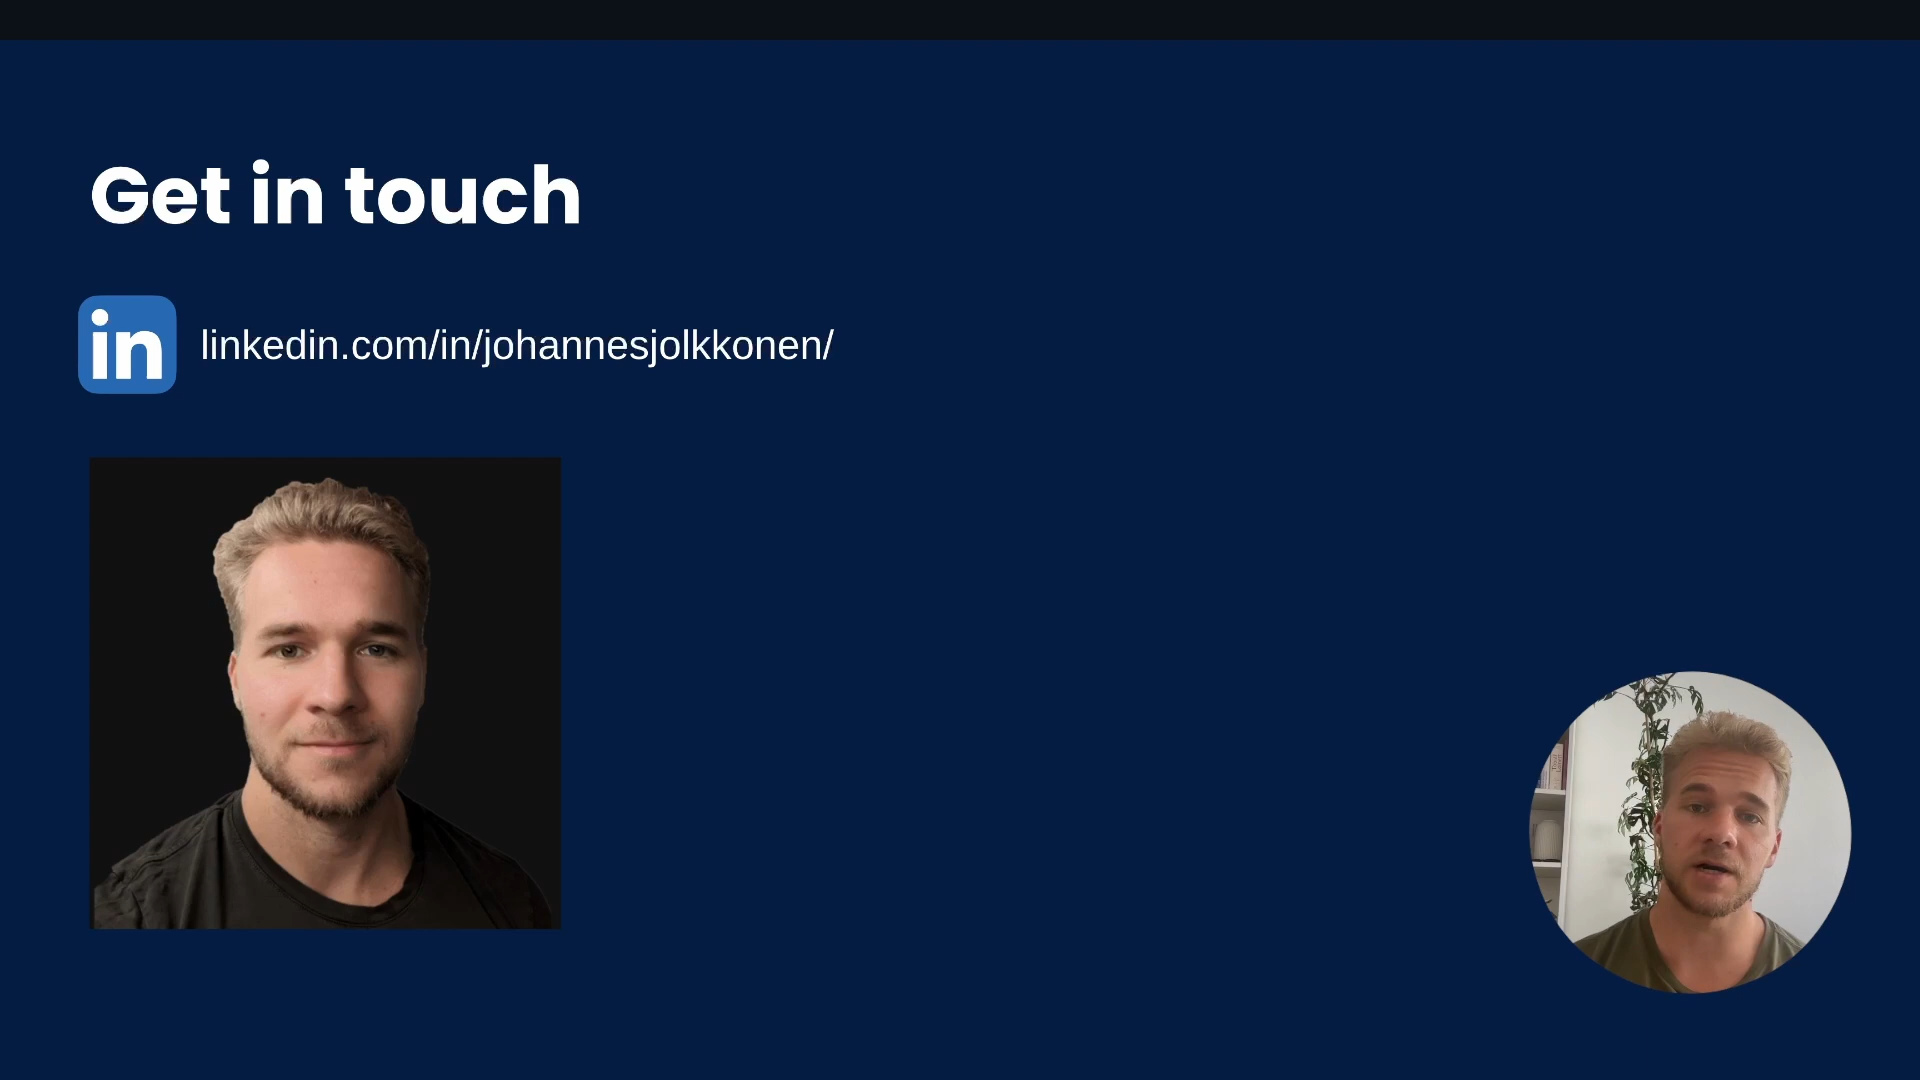 Get in touch
in
linkedin.com/in/johannesjolkkonen/